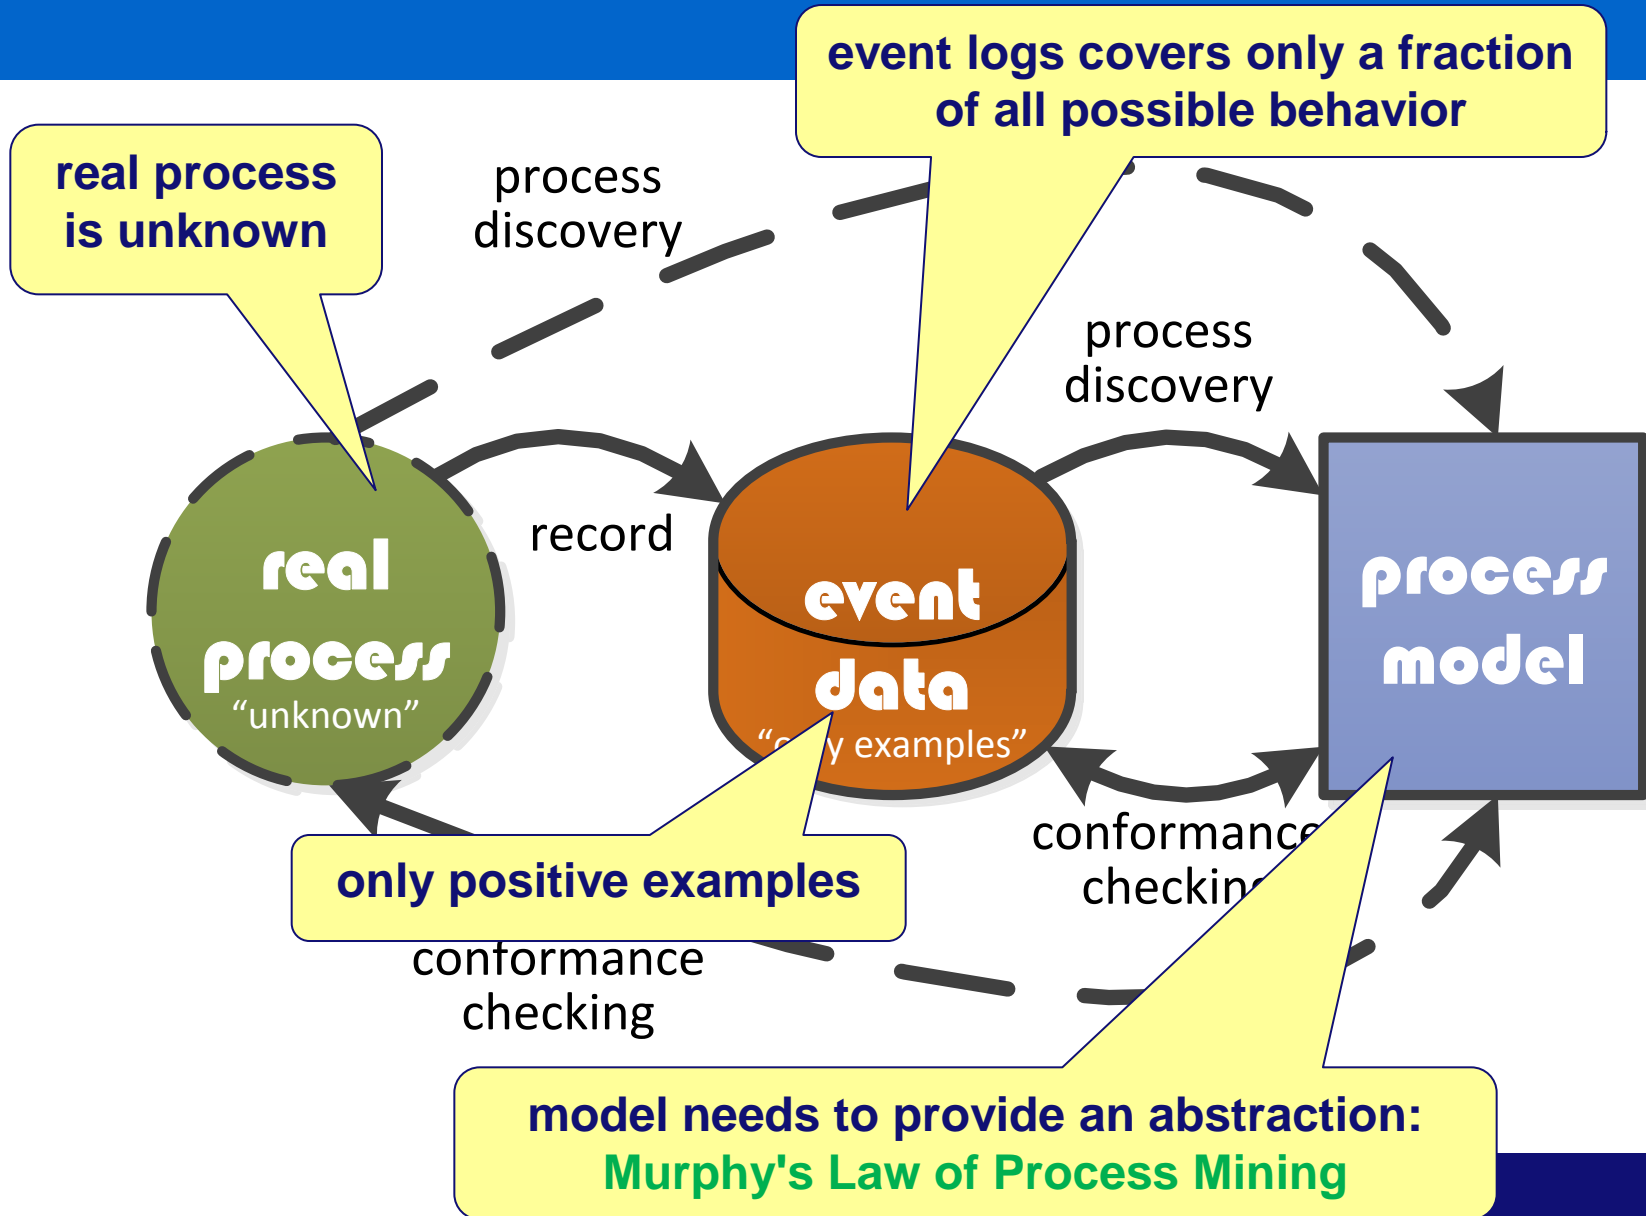 event logs covers only a fraction
of all possible behavior
real process
is unknown
process
discovery
process
discovery
record
real
process
“unknown”
event
data
examples”
process
model
only positive examples
conformance
checking
conformance
model needs to provide an abstraction:
Murphy's Law of Process Mining